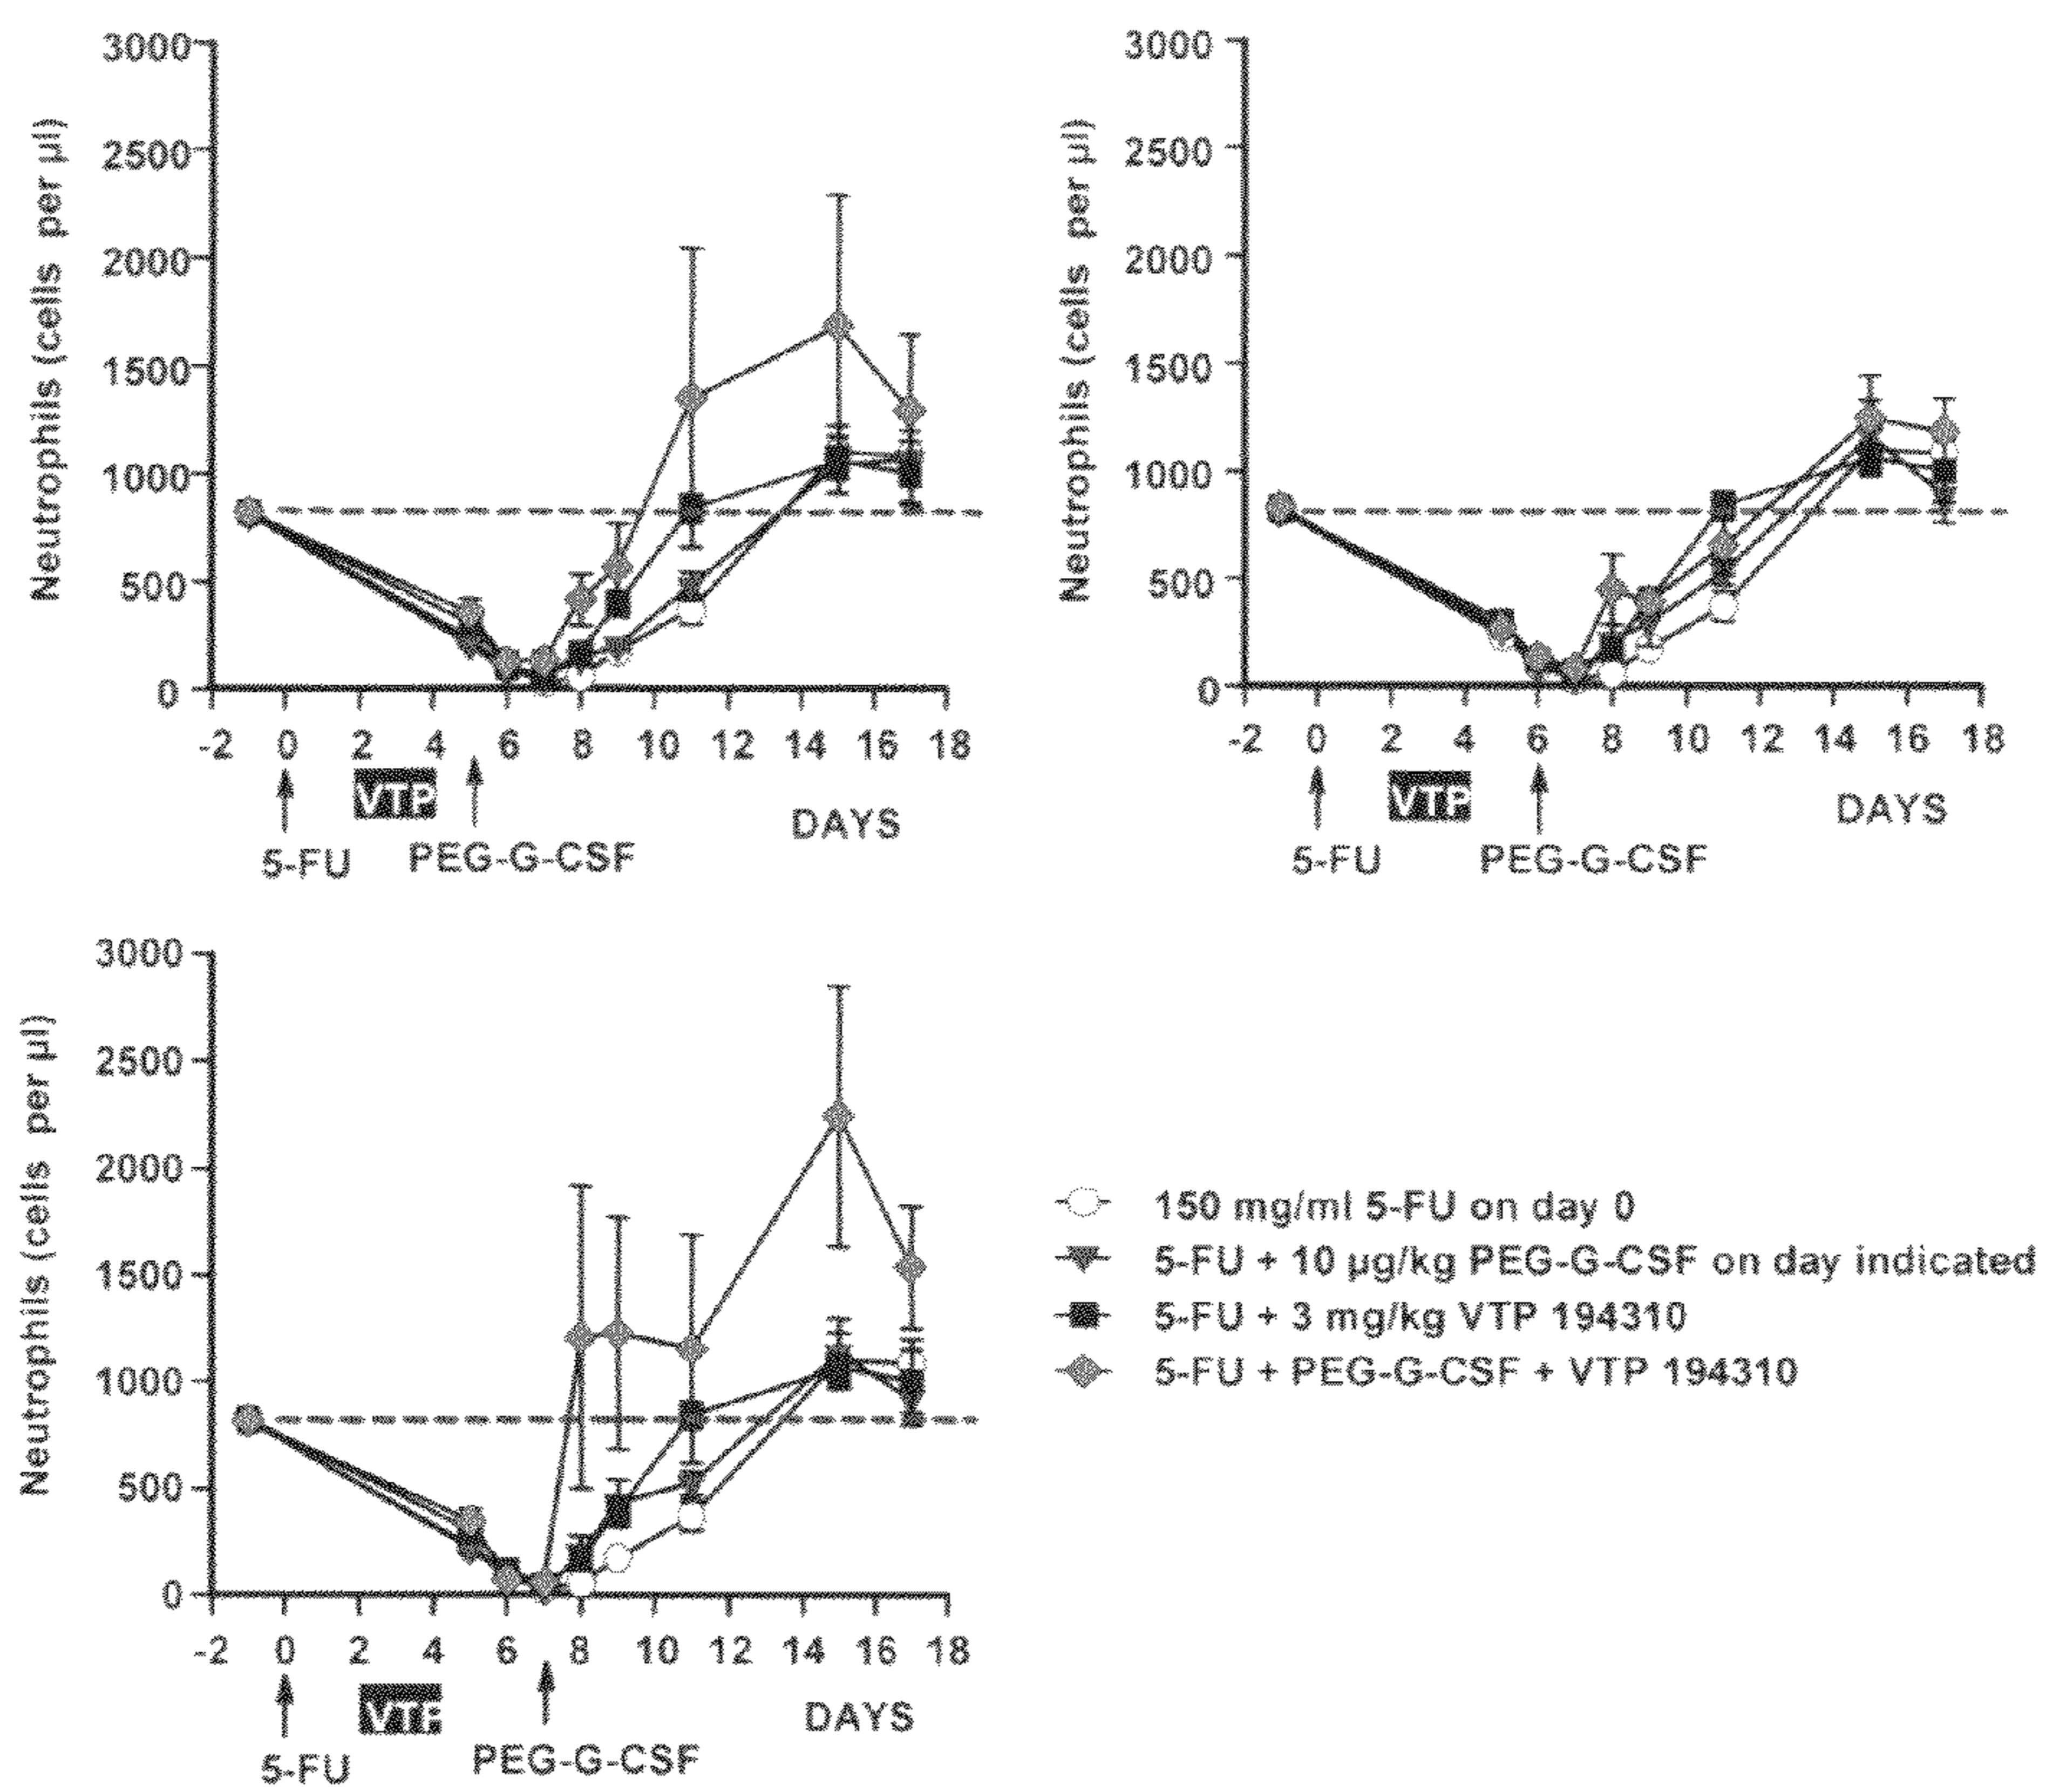 Neutrophils (cells per µl)
3000
2500
2000
1500
1000
500
0
-2 0 2 4 6 8 10 12 14 16 18
VTP
5-FU
PEG-G-CSF
DAYS
Neutrophils (cells per µl)
3000
2500
2000
1500
1000
500
0
-2 0 2 4 6 8 10 12 14 16 18
VTP
5-FU
PEG-G-CSF
DAYS
Neutrophils (cells per µl)
3000
2500
2000
1500
1000
500
0
-2 0 2 4 6 8 10 12 14 16 18
VTP
5-FU
PEG-G-CSF
DAYS
150 mg/ml 5-FU on day 0
5-FU + 10 µg/kg PEG-G-CSF on day indicated
5-FU + 3 mg/kg VTP 194310
5-FU + PEG-G-CSF + VTP 194310